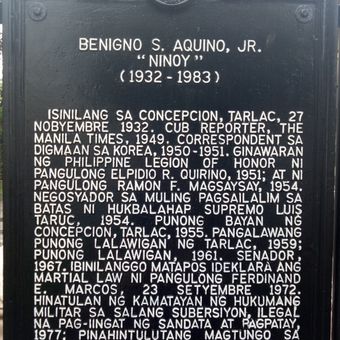 BENIGNO S. AQUINO, JR.
"NINOY"
(1932 - 1983)
ISINILANG SA CONCEPCION, TARLAC, 27
NOBYEMBRE 1932. CUB REPORTER, THE
MANILA TIMES, 1949. CORRESPONDENT SA
DIGMAAN SA KOREA, 1950-1951. GINAWARAN
NG PHILIPPINE LEGION OF HONOR NI
PANGULONG ELPIDIO R. QUIRINO, 1951; AT NI
PANGULONG RAMON F. MAGSAYSAY, 1954.
NEGOSYADOR SA MULING PAGSAILALIM SA
BATAS NI HUKBALAHAP SUPREMO LUIS
TARUC, 1954. PUNONG BAYAN NG
CONCEPCION, TARLAC, 1955. PANGALAWANG
PUNONG LALAWIGAN NG TARLAC, 1959;
PUNONG LALAWIGAN, 1961. SENADOR,
1967. IBINILANGGO MATAPOS IDEKLARA ANG
MARTIAL LAW NI PANGULONG FERDINAND
E. MARCOS, 23 SETYEMBRE 1972.
HINATULAN NG KAMATAYAN NG HUKUMANG
MILITAR SA SALANG SUBERSIYON, ILEGAL
NA PAG-IINGAT NG SANDATA AT PAGPATAY,
1977; PINAHINTULUTANG MAGTUNGO SA